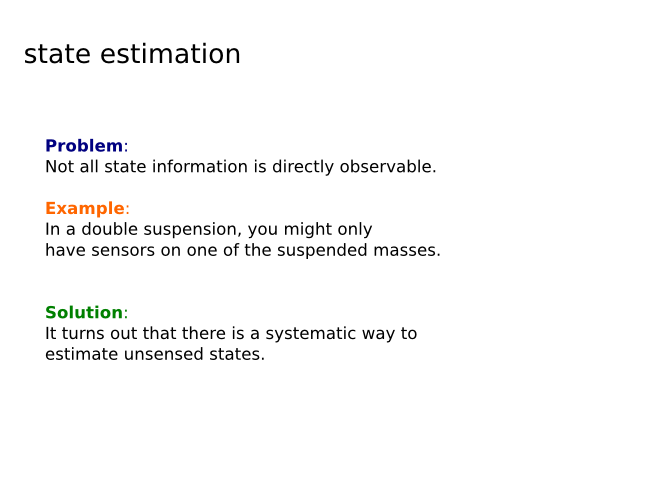 state estimation
Problem:
Not all state information is directly observable.
Example:
In a double suspension, you might only
have sensors on one of the suspended masses.
Solution:
It turns out that there is a systematic way to
estimate unsensed states.